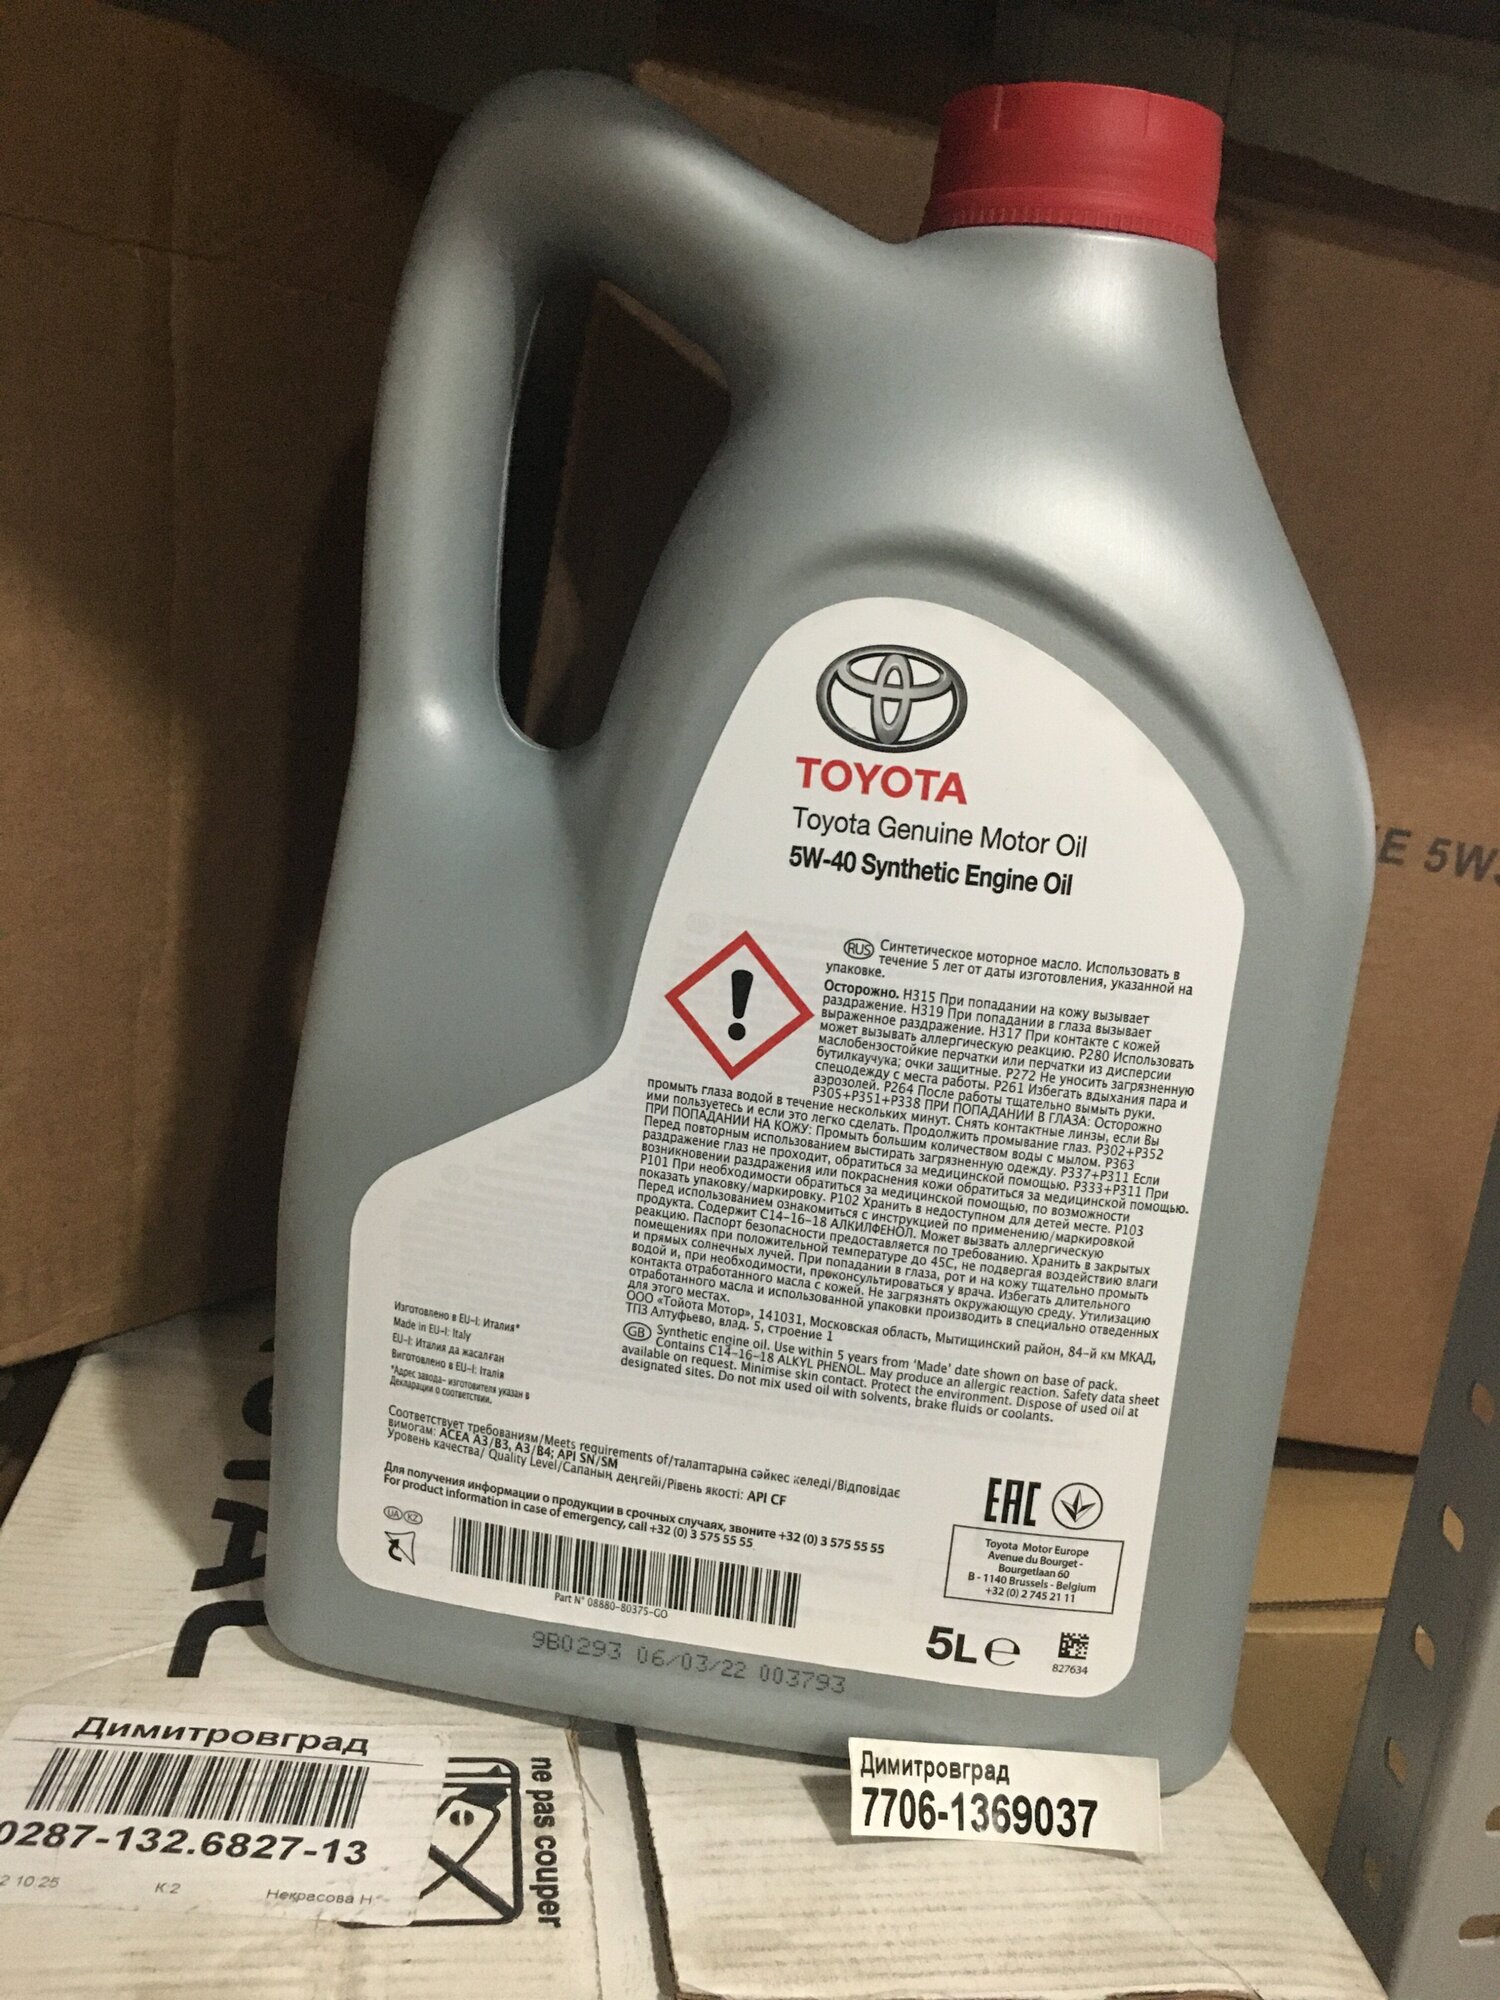 TOYOTA
Toyota Genuine Motor Oil
5W-40 Synthetic Engine Oil
RUS Синтетическое моторное масло. Использовать в
течение 5 лет от даты изготовления, указанной на
упаковке.
Осторожно. H315 При попадании на кожу вызывает
раздражение. H319 При попадании в глаза вызывает
выраженное раздражение. H317 При контакте с кожей
может вызывать аллергическую реакцию. P280 Использовать
маслобензостойкие перчатки или перчатки из дисперсии
бутилкаучука; очки защитные. P272 Не уносить загрязненную
спецодежду с места работы. P261 Избегать вдыхания пара и
аэрозолей. P264 После работы тщательно вымыть руки.
P305+P351+P338 ПРИ ПОПАДАНИИ В ГЛАЗА: Осторожно
промыть глаза водой в течение нескольких минут. Снять контактные линзы, если Вы
ими пользуетесь и если это легко сделать. Продолжить промывание глаз. P302+P352
ПРИ ПОПАДАНИИ НА КОЖУ: Промыть большим количеством воды с мылом. P363
Перед повторным использованием выстирать загрязненную одежду. P337+P311 Если
раздражение глаз не проходит, обратиться за медицинской помощью. P333+P311 При
возникновении раздражения или покраснения кожи обратиться за медицинской помощью.
P101 При необходимости обратиться за медицинской помощью, по возможности
показать упаковку/маркировку. P102 Хранить в недоступном для детей месте. P103
Перед использованием ознакомиться с инструкцией по применению/маркировкой
продукта. Содержит C14-16-18 АЛКИЛФЕНОЛ. Может вызвать аллергическую
реакцию. Паспорт безопасности предоставляется по требованию. Хранить в закрытых
помещениях при положительной температуре до 45С, не подвергая воздействию влаги
и прямых солнечных лучей. При попадании в глаза, рот и на кожу тщательно промыть
водой и, при необходимости, проконсультироваться у врача. Избегать длительного
контакта отработанного масла с кожей. Не загрязнять окружающую среду. Утилизацию
отработанного масла и использованной упаковки производить в специально отведенных
для этого местах.
ООО «Тойота Мотор», 141031, Московская область, Мытищинский район, 84-й км МКАД,
ТПЗ Алтуфьево, влад. 5, строение 1
GB Synthetic engine oil. Use within 5 years from 'Made' date shown on base of pack.
Contains C14-16-18 ALKYL PHENOL. May produce an allergic reaction. Safety data sheet
available on request. Minimise skin contact. Protect the environment. Dispose of used oil at
designated sites. Do not mix used oil with solvents, brake fluids or coolants.
Изготовлено в EU-I: Италия*
Made in EU-I: Italy
EU-I: Италия да жасалған
Виготовлено в EU-I: Італія
*Адрес завода- изготовителя указан в
Декларации о соответствии.
Соответствует требованиям/Meets requirements of/талаптарына сәйкес келеді/Відповідає
вимогам: ACEA A3/B3, A3/B4; API SN/SM
Уровень качества/ Quality Level/Сапаның деңгейі/Рівень якості: API CF
Для получения информации о продукции в срочных случаях, звоните +32 (0) 3 575 55 55
For product information in case of emergency, call +32 (0) 3 575 55 55
UA KZ
Part N° 08880-80375-GO
EAC
Toyota Motor Europe
Avenue du Bourget -
Bourgetlaan 60
B - 1140 Brussels - Belgium
+32 (0) 2 745 21 11
5L e
827634
9B0293 06/03/22 003793
E 5W
Димитровград
0287-132.6827-13
2 10:25 К 2 Некрасова Н
ne pas couper
Димитровград
7706-1369037